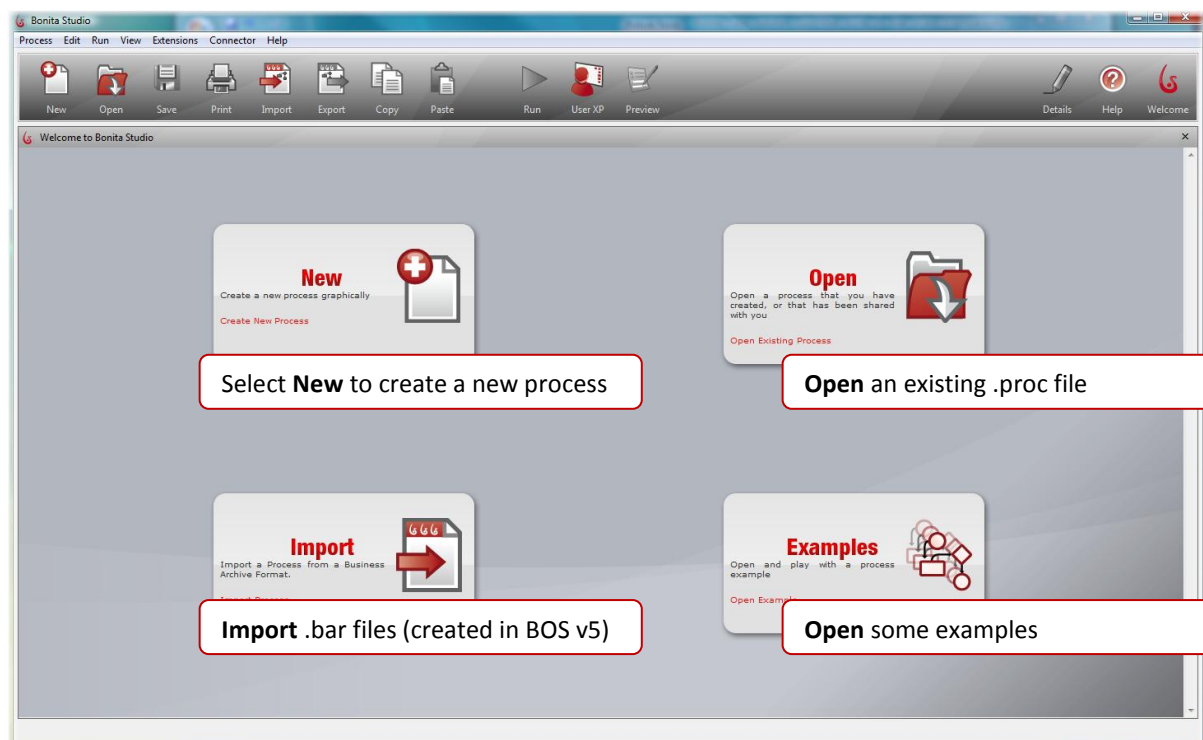 Bonita Studio
Process Edit Run View Extensions Connector Help
New Open Save Print Import Export Copy Paste Run User XP Preview Details Help Welcome
Welcome to Bonita Studio
New
Create a new process graphically
Create New Process
Select New to create a new process
Open
Open a process that you have
created, or that has been shared
with you
Open Existing Process
Open an existing .proc file
Import
Import a Process from a Business
Archive Format.
Import Process
Import .bar files (created in BOS v5)
Examples
Open and play with a process
example
Open Example
Open some examples